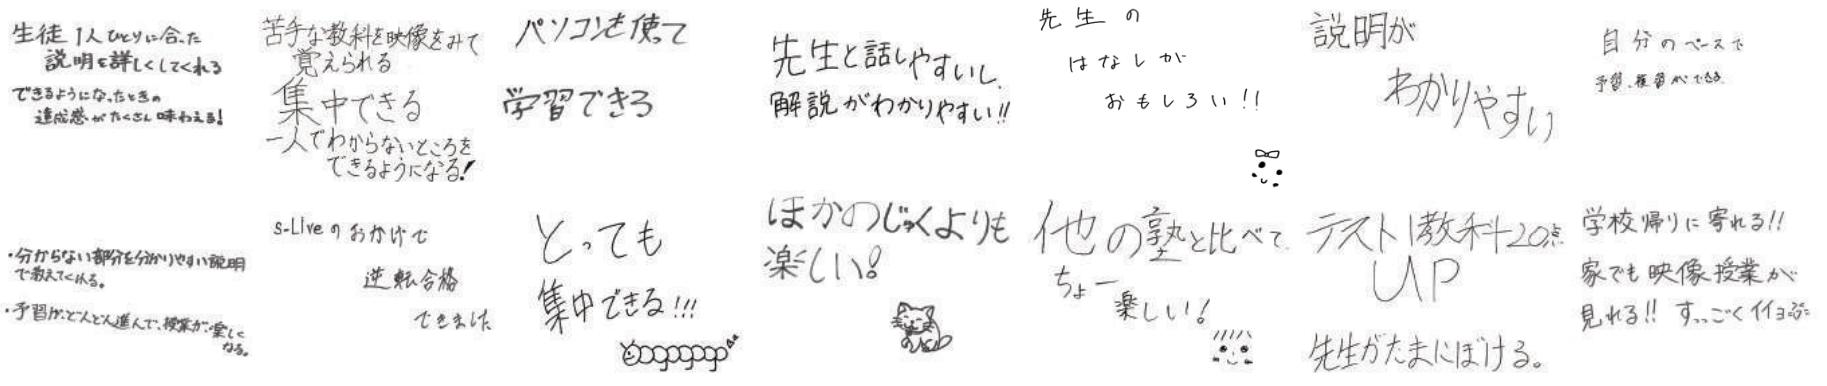 生徒1人ひとりに合った
説明を詳しくしてくれる
できるようになったときの
達成感がたくさん味わえる!
苦手な教科を映像をみて
覚えられる
集中できる
一人でわからないところを
できるようになる!
パソコンを使って
学習できる
先生と話しやすいし、
解説がわかりやすい!!
先生の
はなしが
おもしろい!!
説明が
わかりやすい
自分のペースで
予習、復習ができる。
・分からない部分を分かりやすい説明
で教えてくれる。
・予習がどんどん進んで、授業が楽しく
なる。
s-Liveのおかげで
逆転合格
できました
とっても
集中できる!!!
ほかのじゅくよりも
楽しい!
他の塾と比べて
ちょー
楽しい!
テスト1教科20点
UP
先生がたまにぼける。
学校帰りに寄れる!!
家でも映像授業が
見れる!! すっごくイイヨ